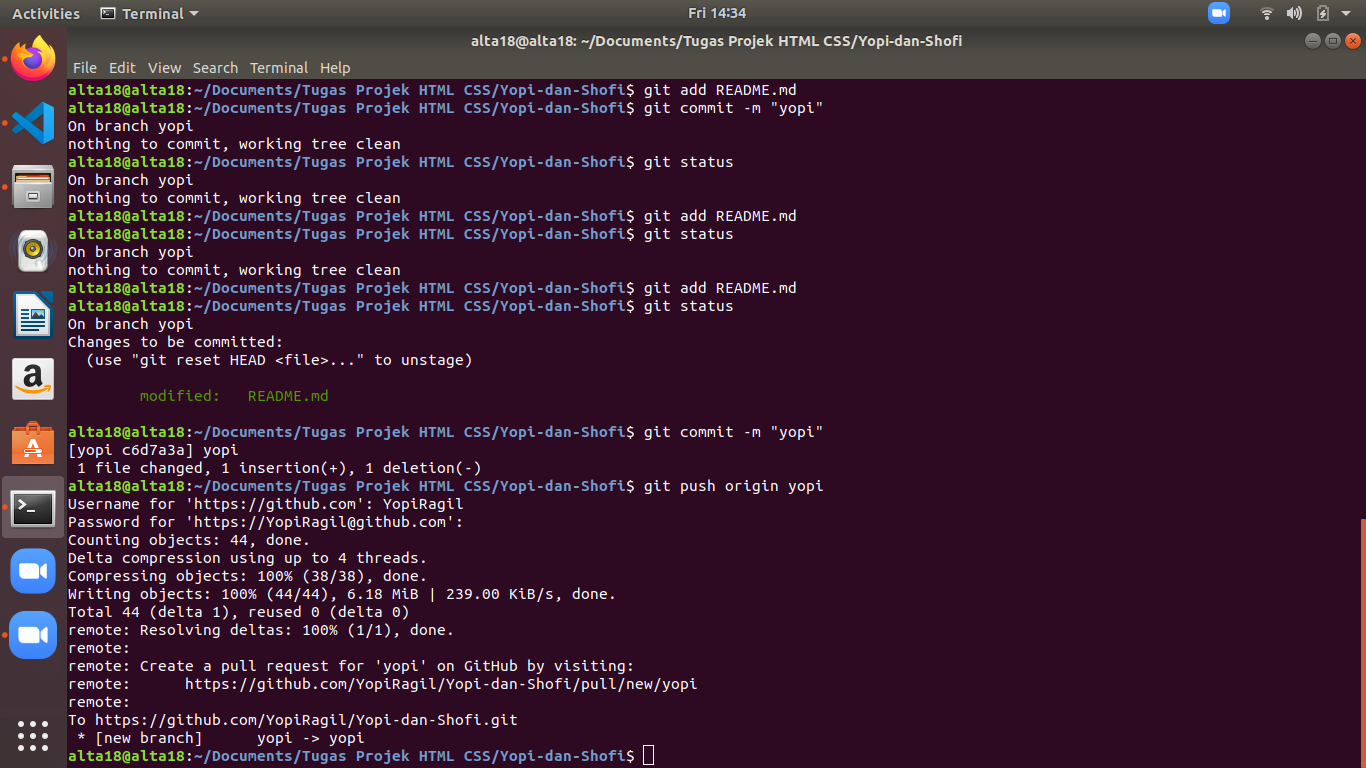 Activities Terminal Fri 14:34
alta18@alta18: ~/Documents/Tugas Projek HTML CSS/Yopi-dan-Shofi
File Edit View Search Terminal Help
alta18@alta18:~/Documents/Tugas Projek HTML CSS/Yopi-dan-Shofi$ git add README.md
alta18@alta18:~/Documents/Tugas Projek HTML CSS/Yopi-dan-Shofi$ git commit -m "yopi"
On branch yopi
nothing to commit, working tree clean
alta18@alta18:~/Documents/Tugas Projek HTML CSS/Yopi-dan-Shofi$ git status
On branch yopi
nothing to commit, working tree clean
alta18@alta18:~/Documents/Tugas Projek HTML CSS/Yopi-dan-Shofi$ git add README.md
alta18@alta18:~/Documents/Tugas Projek HTML CSS/Yopi-dan-Shofi$ git status
On branch yopi
nothing to commit, working tree clean
alta18@alta18:~/Documents/Tugas Projek HTML CSS/Yopi-dan-Shofi$ git add README.md
alta18@alta18:~/Documents/Tugas Projek HTML CSS/Yopi-dan-Shofi$ git status
On branch yopi
Changes to be committed:
  (use "git reset HEAD <file>..." to unstage)
        modified:   README.md
alta18@alta18:~/Documents/Tugas Projek HTML CSS/Yopi-dan-Shofi$ git commit -m "yopi"
[yopi c6d7a3a] yopi
 1 file changed, 1 insertion(+), 1 deletion(-)
alta18@alta18:~/Documents/Tugas Projek HTML CSS/Yopi-dan-Shofi$ git push origin yopi
Username for 'https://github.com': YopiRagil
Password for 'https://YopiRagil@github.com':
Counting objects: 44, done.
Delta compression using up to 4 threads.
Compressing objects: 100% (38/38), done.
Writing objects: 100% (44/44), 6.18 MiB | 239.00 KiB/s, done.
Total 44 (delta 1), reused 0 (delta 0)
remote: Resolving deltas: 100% (1/1), done.
remote:
remote: Create a pull request for 'yopi' on GitHub by visiting:
remote:      https://github.com/YopiRagil/Yopi-dan-Shofi/pull/new/yopi
remote:
To https://github.com/YopiRagil/Yopi-dan-Shofi.git
 * [new branch]      yopi -> yopi
alta18@alta18:~/Documents/Tugas Projek HTML CSS/Yopi-dan-Shofi$